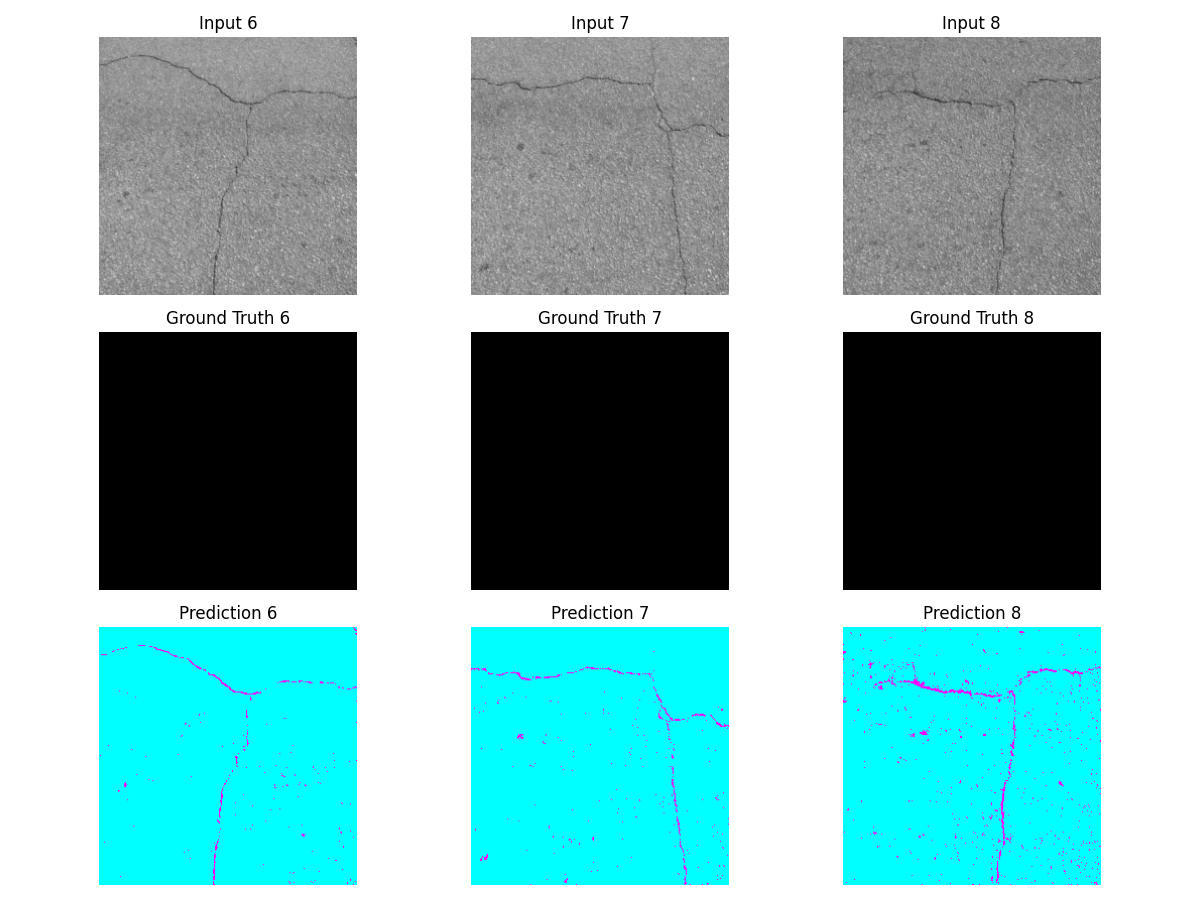 Input 6
Input 7
Input 8
Ground Truth 6
Ground Truth 7
Ground Truth 8
Prediction 6
Prediction 7
Prediction 8